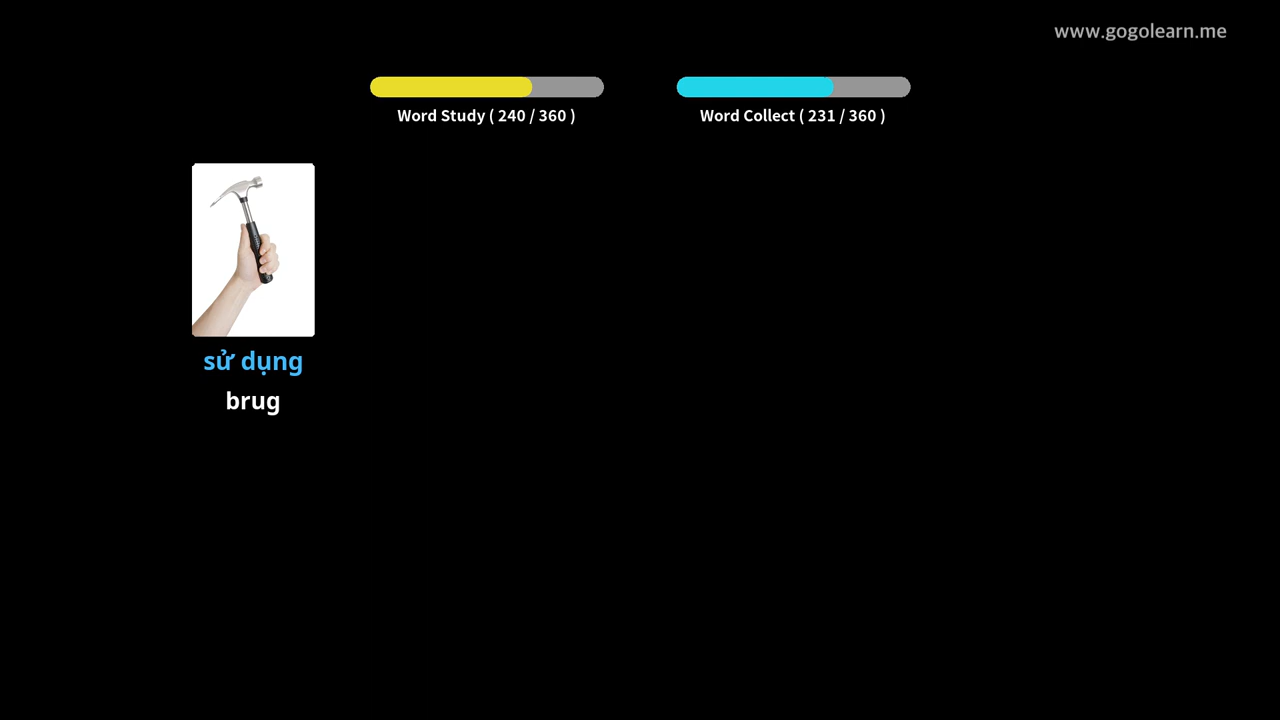 www.gogolearn.me
Word Study ( 240 / 360 )
Word Collect ( 231 / 360 )
sử dụng
brug